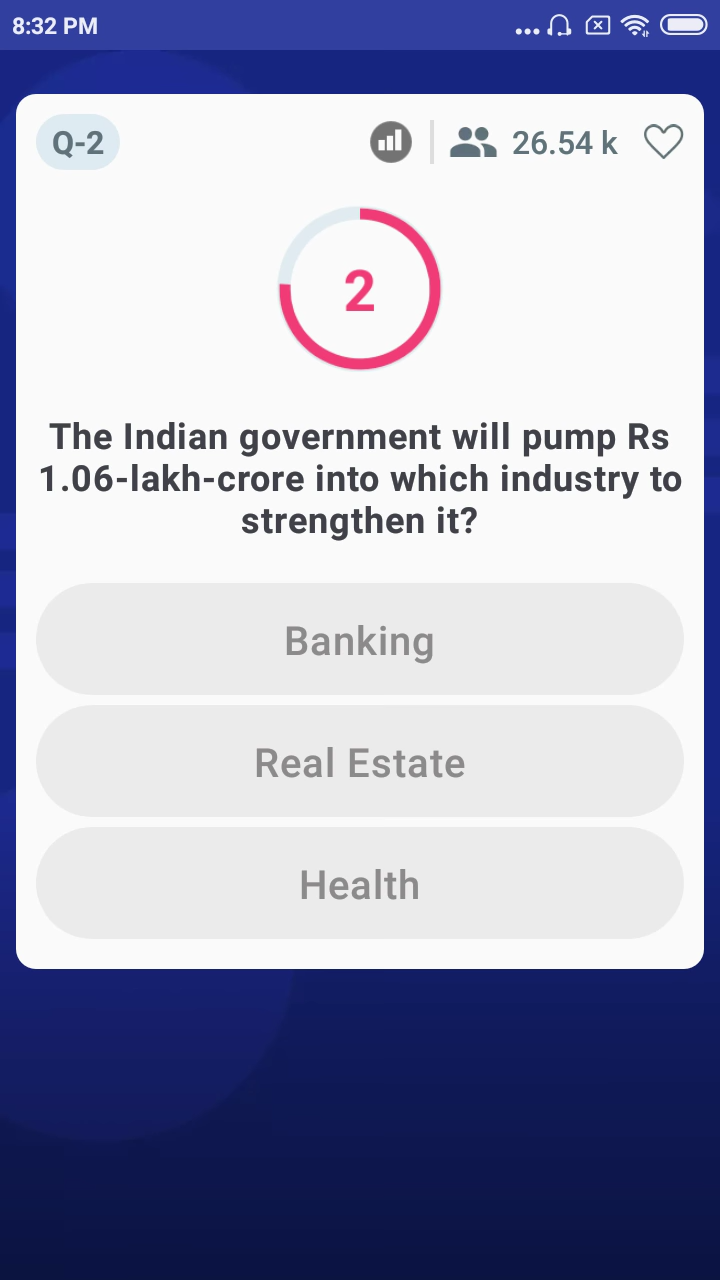 8:32 PM
Q-2
26.54 k
2
The Indian government will pump Rs
1.06-lakh-crore into which industry to
strengthen it?
Banking
Real Estate
Health